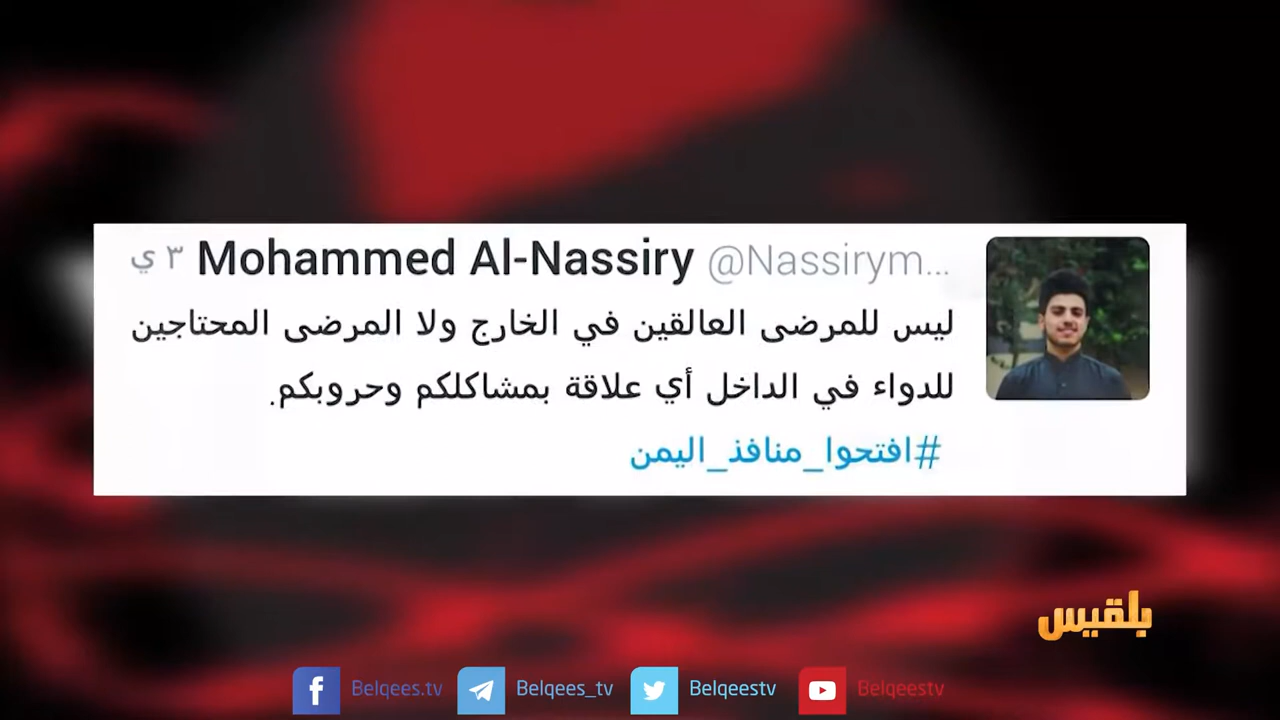 Mohammed Al-Nassiry @Nassirym... ٣ ي
ليس للمرضى العالقين في الخارج ولا المرضى المحتاجين
للدواء في الداخل أي علاقة بمشاكلكم وحروبكم.
#افتحوا_منافذ_اليمن
بلقيس
Belqees.tv Belqees_tv Belqeestv Belqeestv